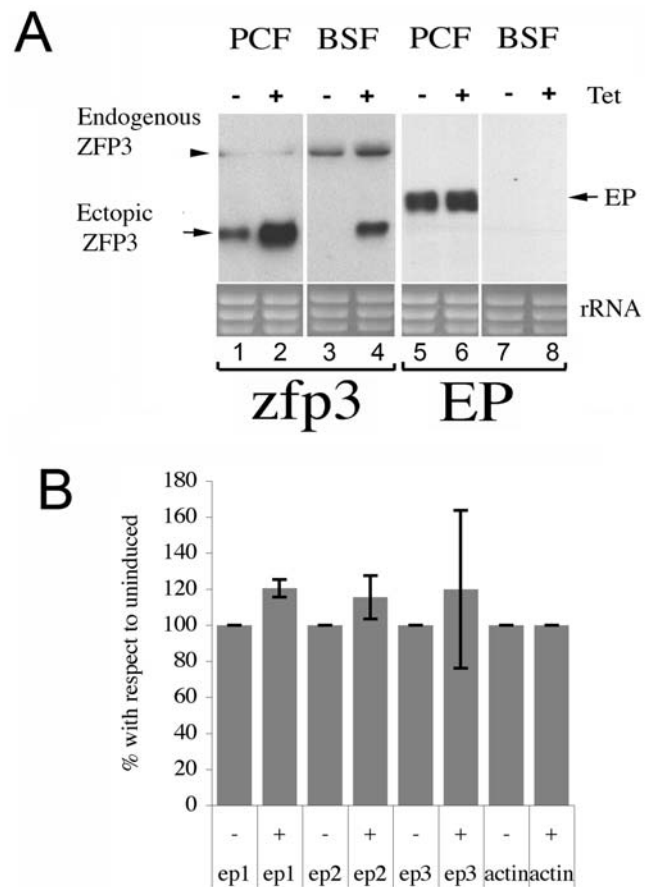 A
PCF BSF PCF BSF
- + - + - + - + Tet
Endogenous
ZFP3
EP
Ectopic
ZFP3
rRNA
1 2 3 4 5 6 7 8
zfp3 EP
B
% with respect to uninduced
180
160
140
120
100
80
60
40
20
0
- + - + - + - +
ep1 ep1 ep2 ep2 ep3 ep3 actin actin